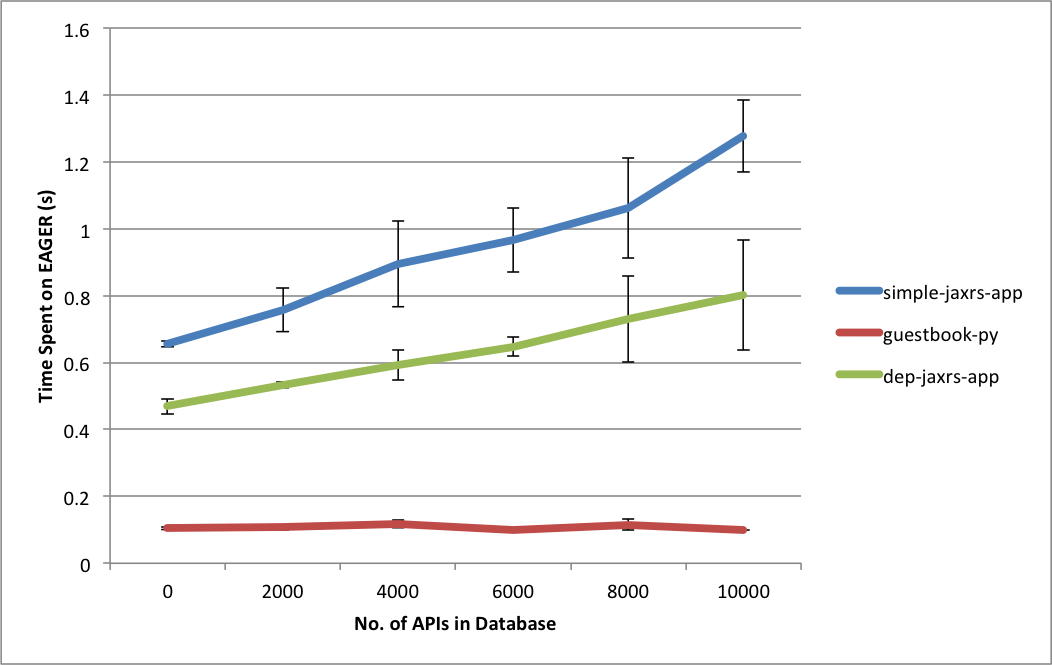 1.6
1.4
1.2
1
0.8
0.6
0.4
0.2
0
Time Spent on EAGER (s)
0 2000 4000 6000 8000 10000
No. of APIs in Database
simple-jaxrs-app
guestbook-py
dep-jaxrs-app